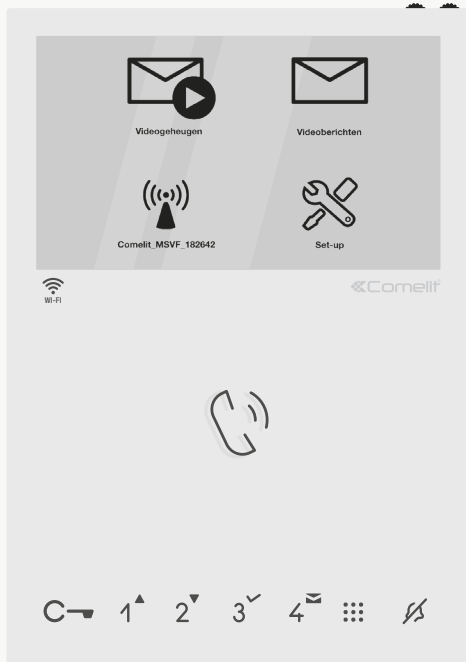 Videogeheugen
Videoberichten
Comelit_MSVF_182642
Set-up
WI-FI
Comelit
1
2
3
4